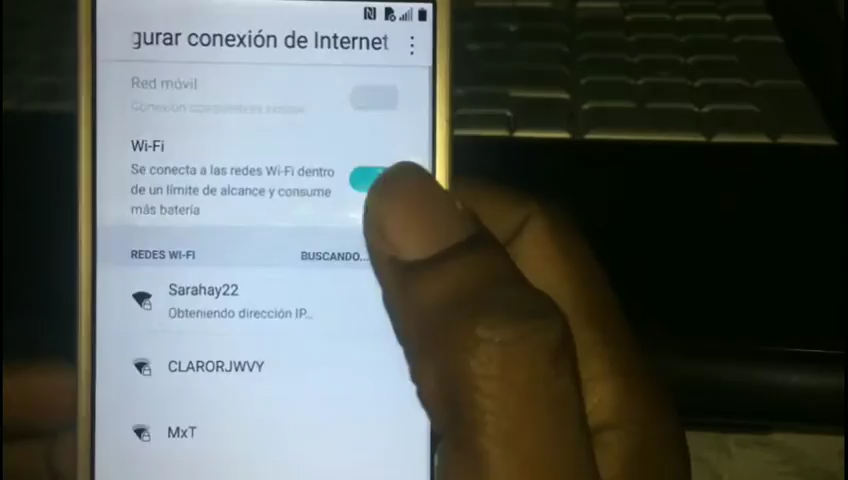 gurar conexión de Internet
Red móvil
Wi-Fi
Se conecta a las redes Wi-Fi dentro
de un límite de alcance y consume
más batería
REDES WI-FI
BUSCANDO...
Sarahay22
Obteniendo dirección IP...
CLARORJWVY
MxT